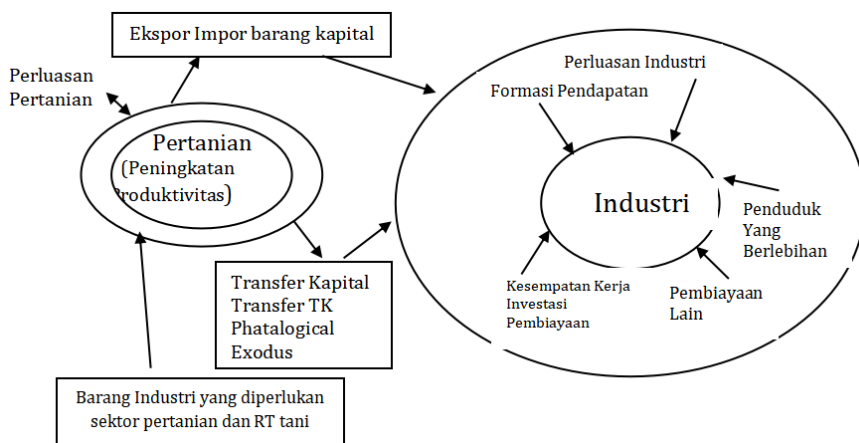 Ekspor Impor barang kapital
Perluasan
Pertanian
Pertanian
(Peningkatan
Produktivitas)
Transfer Kapital
Transfer TK
Phatalogical
Exodus
Barang Industri yang diperlukan
sektor pertanian dan RT tani
Perluasan Industri
Formasi Pendapatan
Industri
Penduduk
Yang
Berlebihan
Kesempatan Kerja
Investasi
Pembiayaan
Pembiayaan
Lain